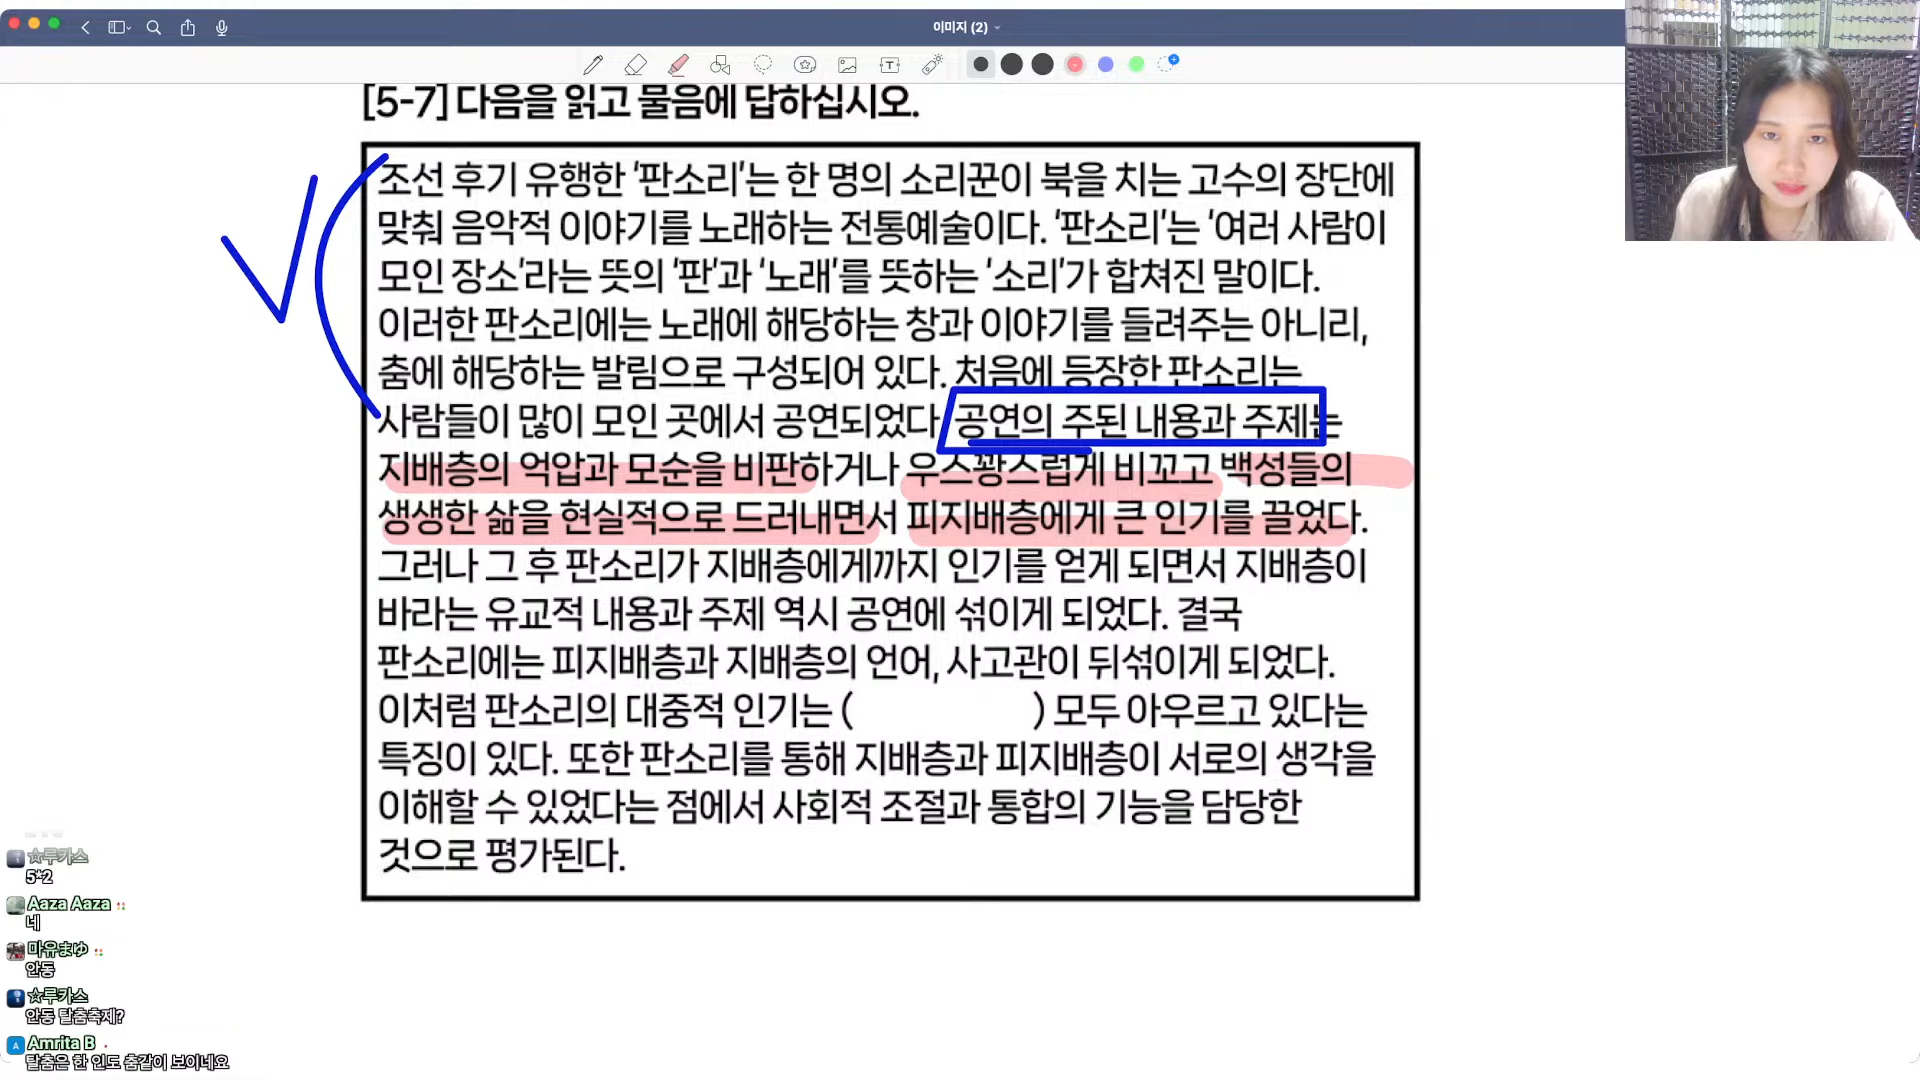 이미지 (2)
[5-7] 다음을 읽고 물음에 답하십시오.
조선 후기 유행한 '판소리'는 한 명의 소리꾼이 북을 치는 고수의 장단에
맞춰 음악적 이야기를 노래하는 전통예술이다. '판소리'는 '여러 사람이
모인 장소'라는 뜻의 '판'과 '노래'를 뜻하는 '소리'가 합쳐진 말이다.
이러한 판소리에는 노래에 해당하는 창과 이야기를 들려주는 아니리,
춤에 해당하는 발림으로 구성되어 있다. 처음에 등장한 판소리는
사람들이 많이 모인 곳에서 공연되었다. 공연의 주된 내용과 주제는
지배층의 억압과 모순을 비판하거나 우스꽝스럽게 비꼬고 백성들의
생생한 삶을 현실적으로 드러내면서 피지배층에게 큰 인기를 끌었다.
그러나 그 후 판소리가 지배층에게까지 인기를 얻게 되면서 지배층이
바라는 유교적 내용과 주제 역시 공연에 섞이게 되었다. 결국
판소리에는 피지배층과 지배층의 언어, 사고관이 뒤섞이게 되었다.
이처럼 판소리의 대중적 인기는 ( ) 모두 아우르고 있다는
특징이 있다. 또한 판소리를 통해 지배층과 피지배층이 서로의 생각을
이해할 수 있었다는 점에서 사회적 조절과 통합의 기능을 담당한
것으로 평가된다.
☆루카스
5*2
Aaza Aaza
네
마유まゆ
안동
☆루카스
안동 탈춤축제?
A
Amrita B
탈춤은 한 인도 춤같이 보이네요